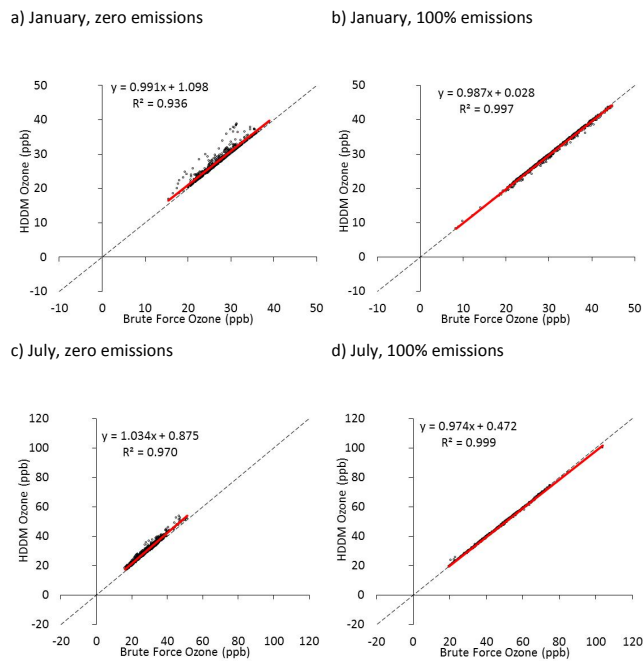 a) January, zero emissions
b) January, 100% emissions
y = 0.991x + 1.098
R² = 0.936
HDDM Ozone (ppb)
50
40
30
20
10
0
-10
-10 0 10 20 30 40 50
Brute Force Ozone (ppb)
y = 0.987x + 0.028
R² = 0.997
HDDM Ozone (ppb)
50
40
30
20
10
0
-10
-10 0 10 20 30 40 50
Brute Force Ozone (ppb)
c) July, zero emissions
d) July, 100% emissions
y = 1.034x + 0.875
R² = 0.970
HDDM Ozone (ppb)
120
100
80
60
40
20
0
-20
-20 0 20 40 60 80 100 120
Brute Force Ozone (ppb)
y = 0.974x + 0.472
R² = 0.999
HDDM Ozone (ppb)
120
100
80
60
40
20
0
-20
-20 0 20 40 60 80 100 120
Brute Force Ozone (ppb)